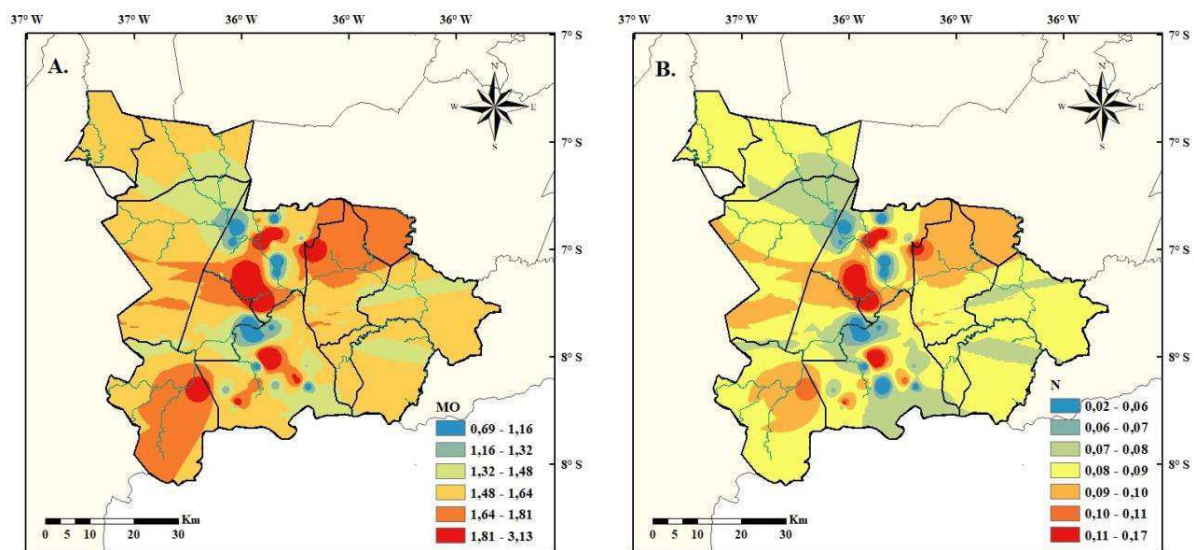 37° W 36° W 36° W 36° W
7° S
A.
N
W E
S
7° S
7° S
8° S
8° S
MO
0,69 - 1,16
1,16 - 1,32
1,32 - 1,48
1,48 - 1,64
1,64 - 1,81
1,81 - 3,13
Km
0 5 10 20 30
37° W 36° W 36° W 36° W
7° S
B.
N
W E
S
7° S
7° S
8° S
8° S
N
0,02 - 0,06
0,06 - 0,07
0,07 - 0,08
0,08 - 0,09
0,09 - 0,10
0,10 - 0,11
0,11 - 0,17
Km
0 5 10 20 30